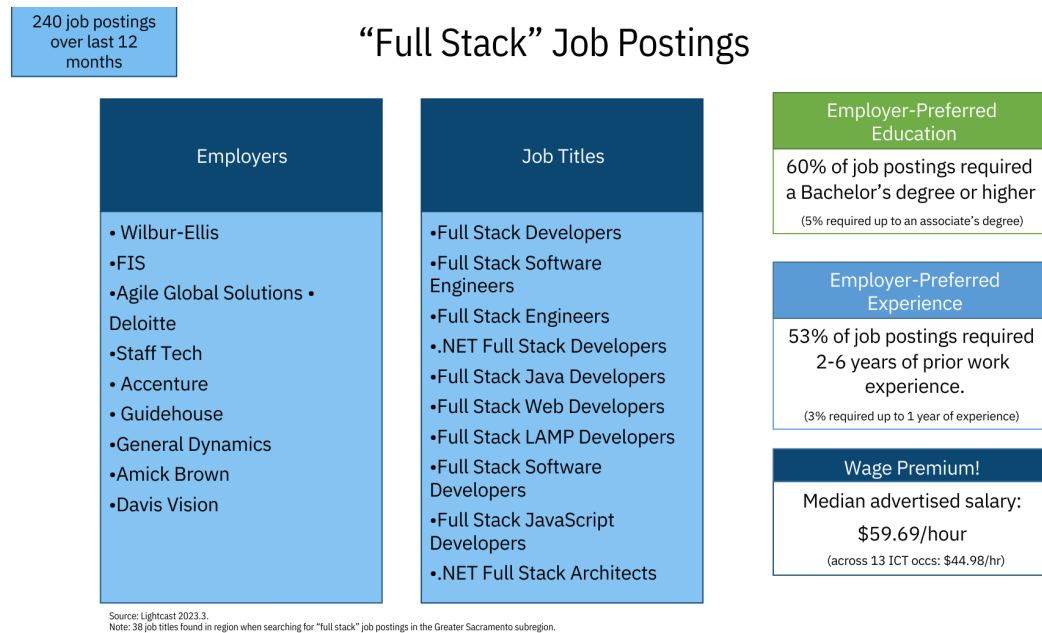 240 job postings
over last 12
months
“Full Stack” Job Postings
Employers
• Wilbur-Ellis
•FIS
•Agile Global Solutions •
Deloitte
•Staff Tech
• Accenture
• Guidehouse
•General Dynamics
•Amick Brown
•Davis Vision
Job Titles
•Full Stack Developers
•Full Stack Software
Engineers
•Full Stack Engineers
•.NET Full Stack Developers
•Full Stack Java Developers
•Full Stack Web Developers
•Full Stack LAMP Developers
•Full Stack Software
Developers
•Full Stack JavaScript
Developers
•.NET Full Stack Architects
Employer-Preferred
Education
60% of job postings required
a Bachelor’s degree or higher
(5% required up to an associate’s degree)
Employer-Preferred
Experience
53% of job postings required
2-6 years of prior work
experience.
(3% required up to 1 year of experience)
Wage Premium!
Median advertised salary:
$59.69/hour
(across 13 ICT occs: $44.98/hr)
Source: Lightcast 2023.3.
Note: 38 job titles found in region when searching for “full stack” job postings in the Greater Sacramento subregion.